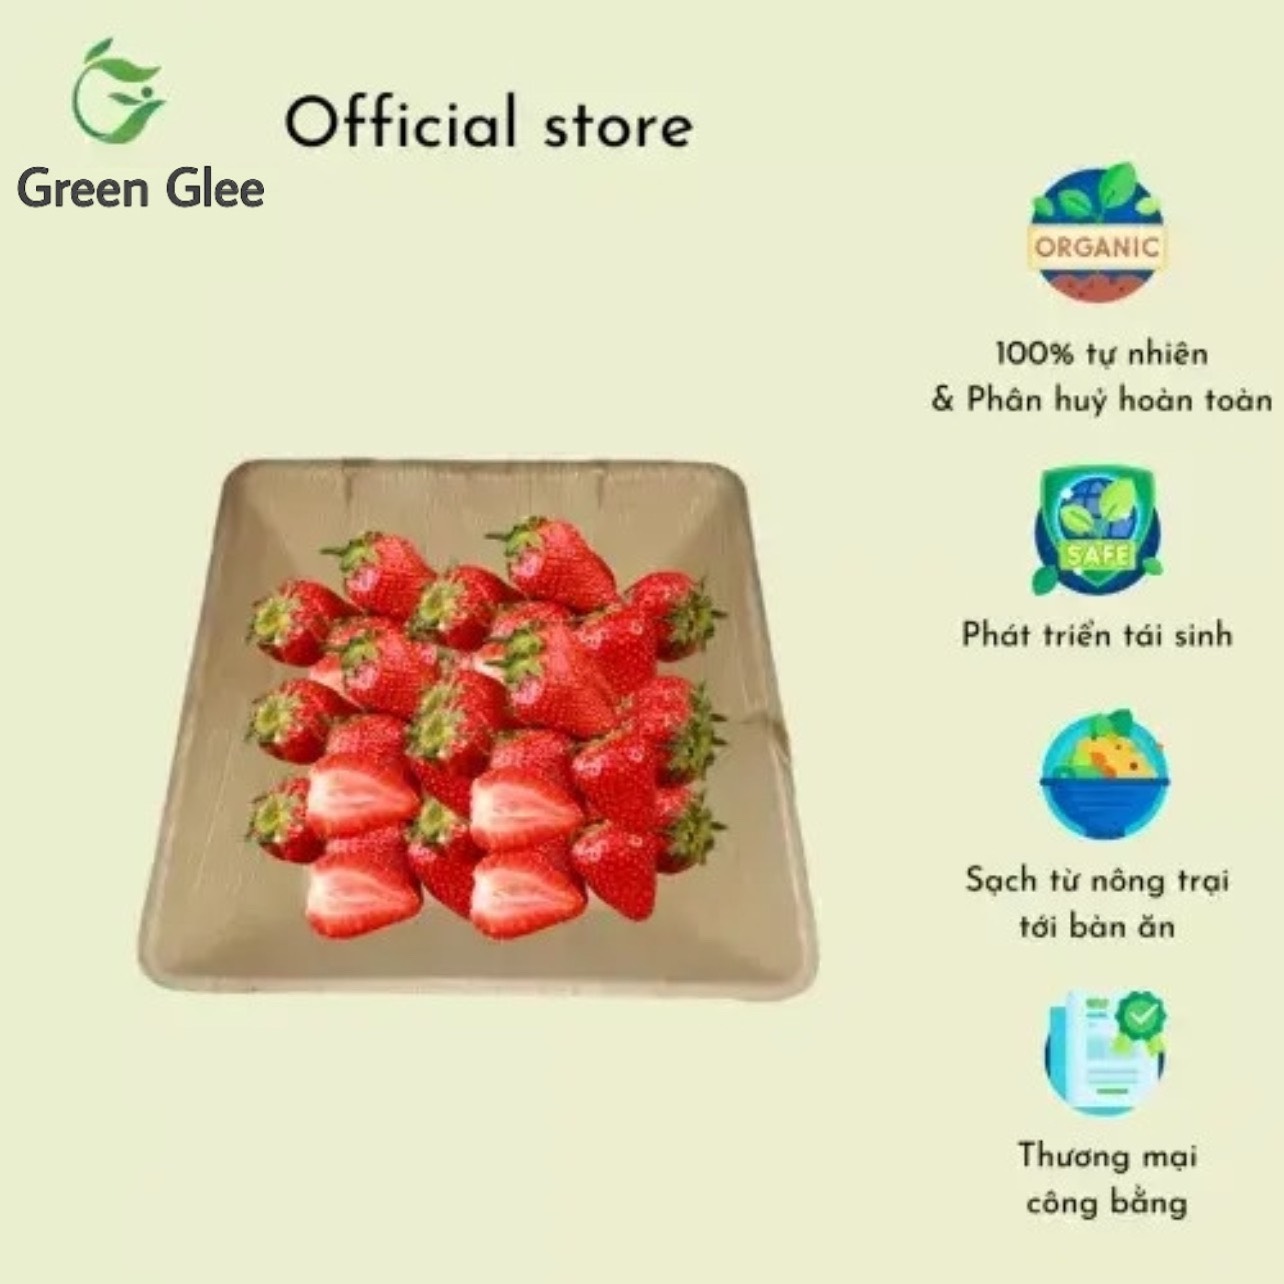 Green Glee
Official store
ORGANIC
100% tự nhiên
& Phân huỷ hoàn toàn
SAFE
Phát triển tái sinh
Sạch từ nông trại
tới bàn ăn
Thương mại
công bằng